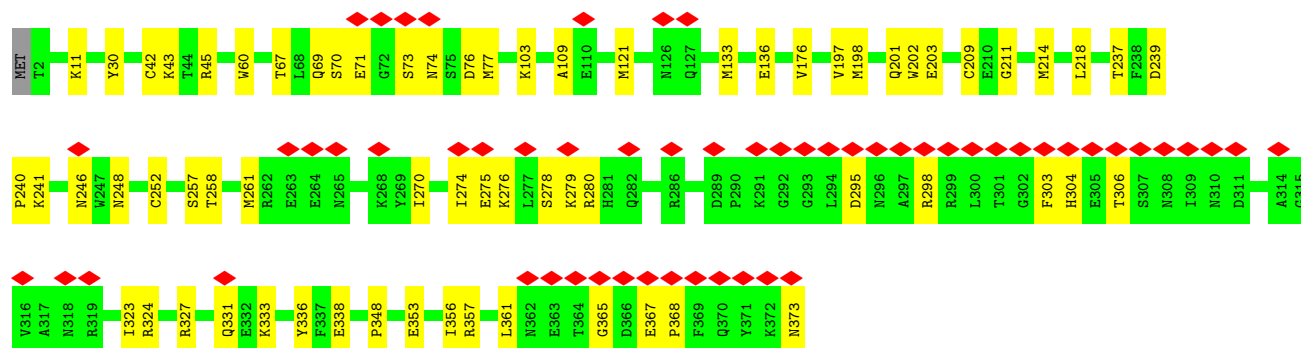 MET T2 K11 Y30 C42 K43 T44 R45 W60 T67 L68 Q69 S70 E71 G72 S73 N74 S75 D76 M77 K103 A109 E110 M121 N126 Q127 M133 E136 V176 V197 M198 Q201 W202 E203 C209 E210 G211 M214 L218 T237 F238 D239
P240 K241 N246 W247 N248 C252 S257 T258 M261 R262 E263 E264 N265 K268 Y269 I270 I274 E275 K276 L277 S278 K279 R280 H281 Q282 R286 D289 P290 K291 G292 G293 L294 D295 N296 A297 R298 R299 L300 T301 G302 F303 H304 E305 T306 S307 N308 I309 N310 D311 A314 G315
V316 A317 N318 R319 I323 R324 R327 Q331 E332 K333 Y336 F337 E338 P348 E353 I356 R357 L361 N362 E363 T364 G365 D366 E367 P368 F369 Q370 Y371 K372 N373